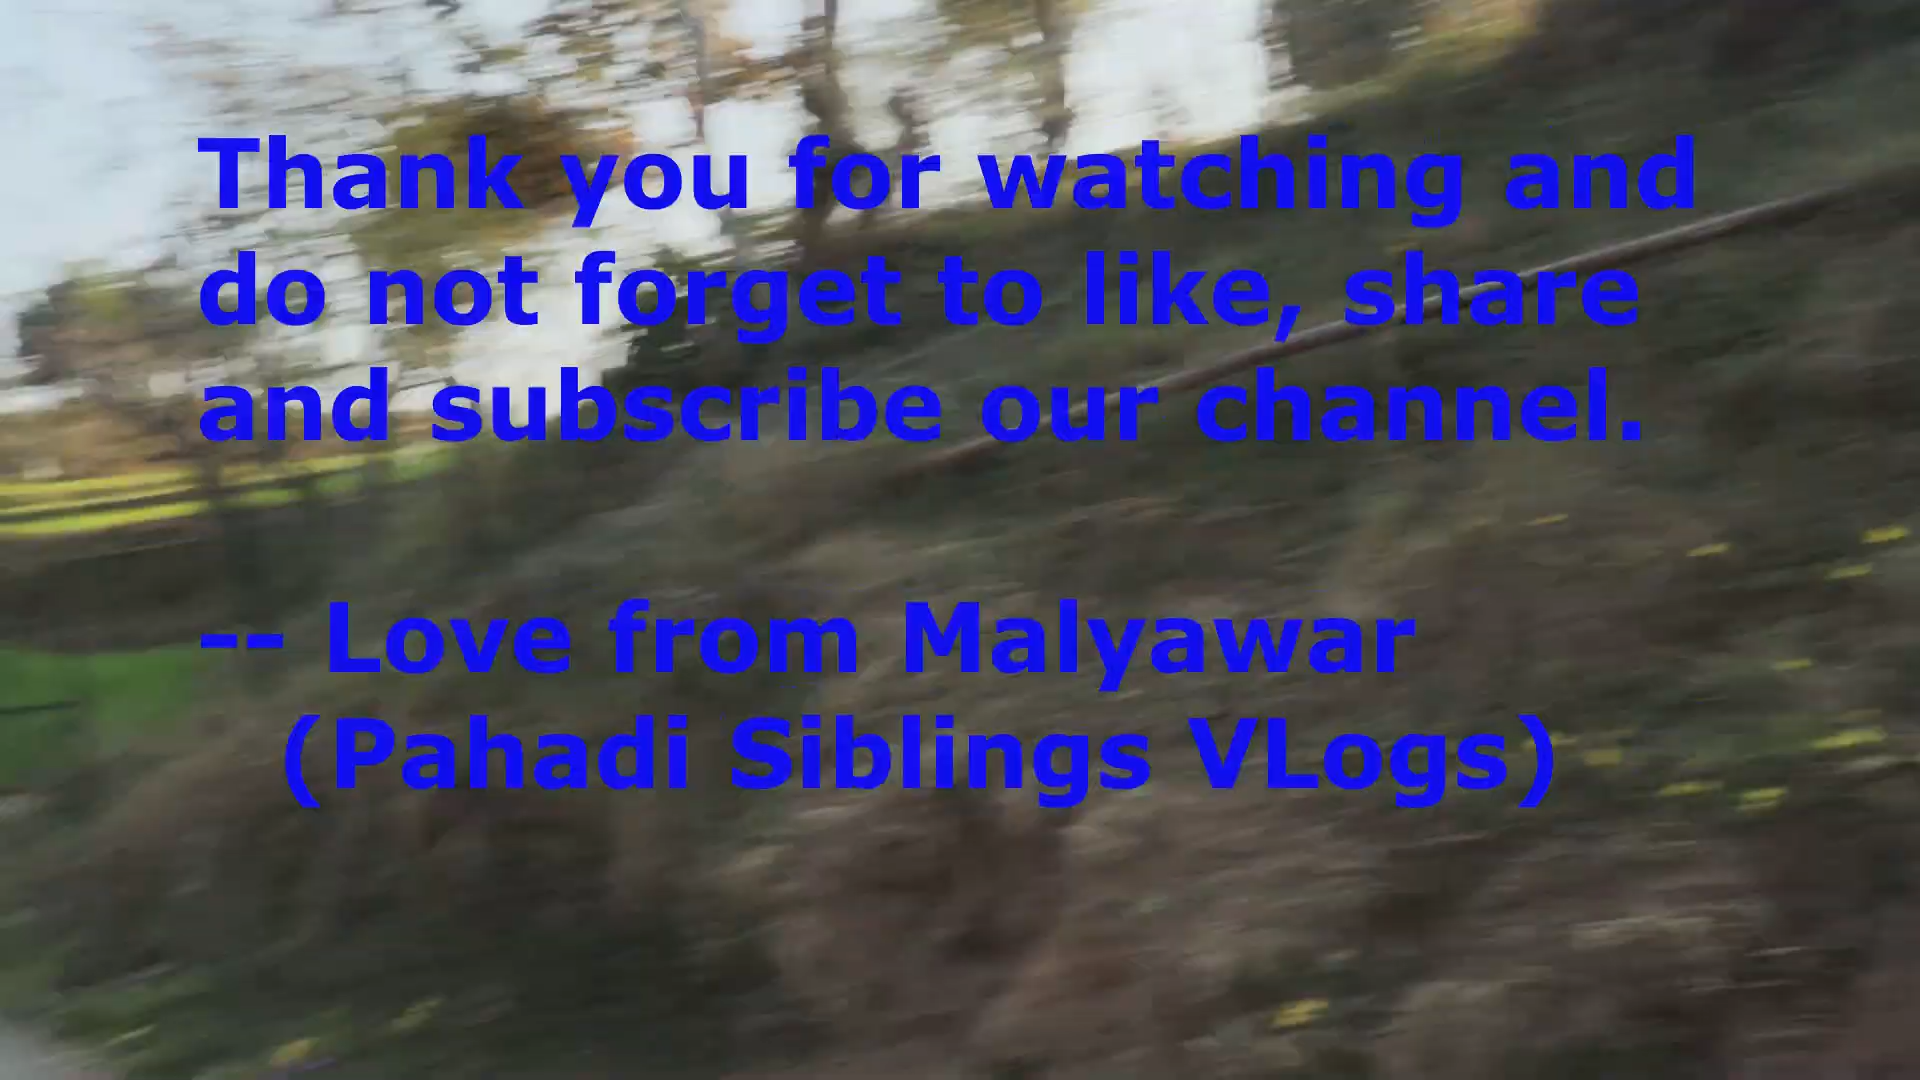 Thank you for watching and
do not forget to like, share
and subscribe our channel.
-- Love from Malyawar
(Pahadi Siblings VLogs)